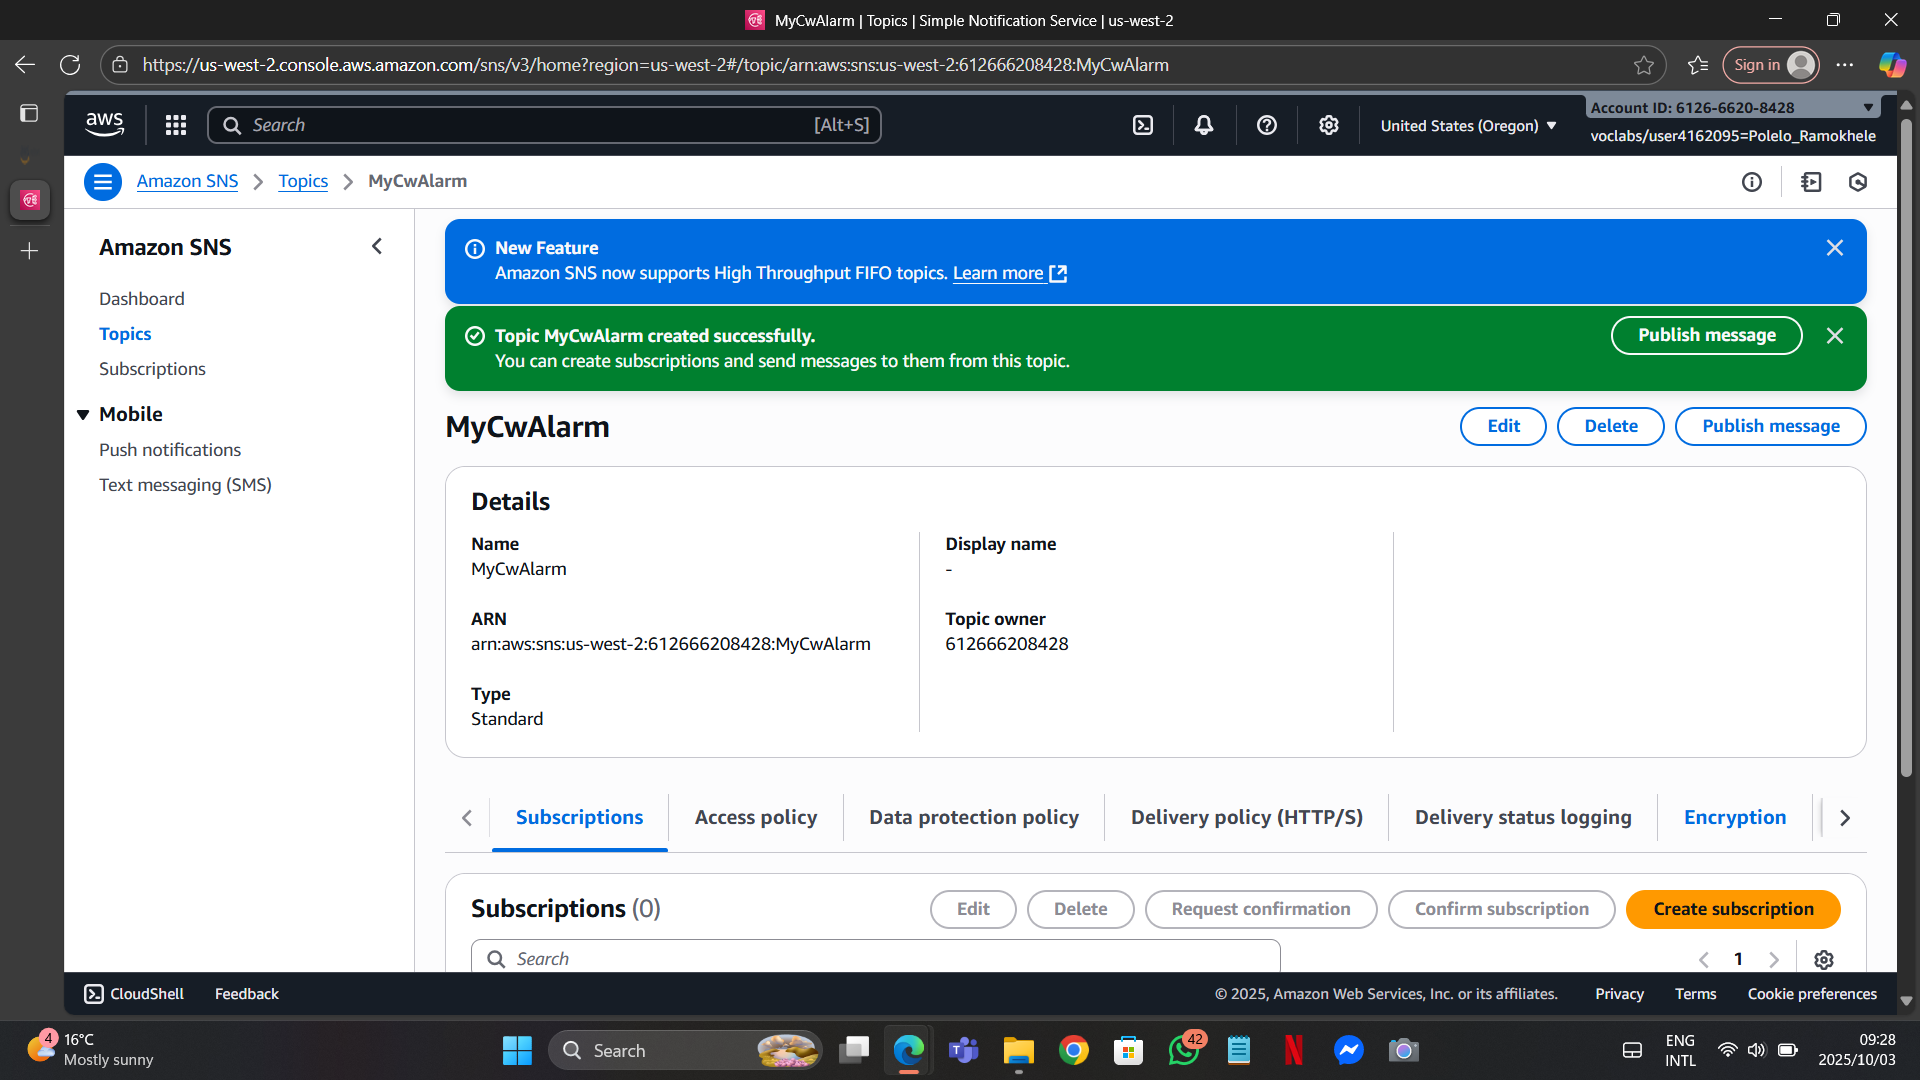 MyCwAlarm | Topics | Simple Notification Service | us-west-2
https://us-west-2.console.aws.amazon.com/sns/v3/home?region=us-west-2#/topic/arn:aws:sns:us-west-2:612666208428:MyCwAlarm
Sign in
aws
Search
[Alt+S]
United States (Oregon)
Account ID: 6126-6620-8428
voclabs/user4162095=Polelo_Ramokhele
Amazon SNS
Topics
MyCwAlarm
Amazon SNS
Dashboard
Topics
Subscriptions
Mobile
Push notifications
Text messaging (SMS)
New Feature
Amazon SNS now supports High Throughput FIFO topics. Learn more
Topic MyCwAlarm created successfully.
You can create subscriptions and send messages to them from this topic.
Publish message
MyCwAlarm
Edit
Delete
Publish message
Details
Name
MyCwAlarm
ARN
arn:aws:sns:us-west-2:612666208428:MyCwAlarm
Type
Standard
Display name
-
Topic owner
612666208428
Subscriptions
Access policy
Data protection policy
Delivery policy (HTTP/S)
Delivery status logging
Encryption
Subscriptions (0)
Edit
Delete
Request confirmation
Confirm subscription
Create subscription
Search
1
CloudShell
Feedback
© 2025, Amazon Web Services, Inc. or its affiliates.
Privacy
Terms
Cookie preferences
4
16°C
Mostly sunny
Search
42
ENG
INTL
09:28
2025/10/03